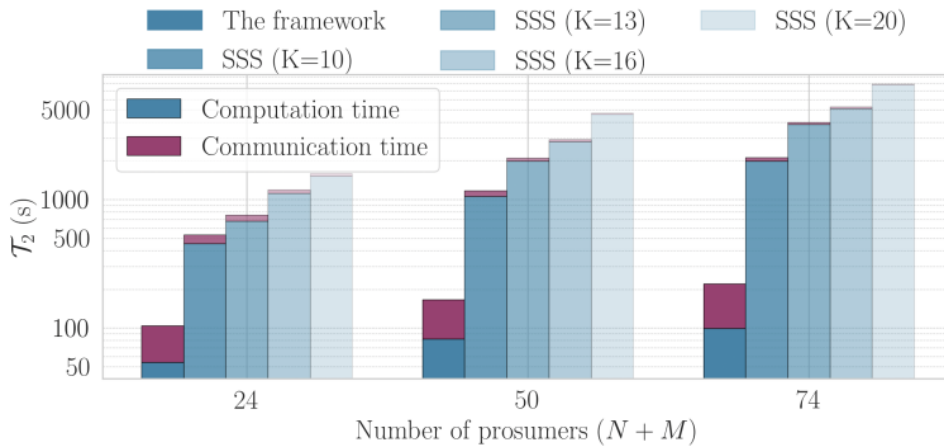 The framework SSS (K=13) SSS (K=20)
SSS (K=10) SSS (K=16)
Computation time
Communication time
5000
1000
500
100
50
𝒯₂ (s)
24 50 74
Number of prosumers (N + M)